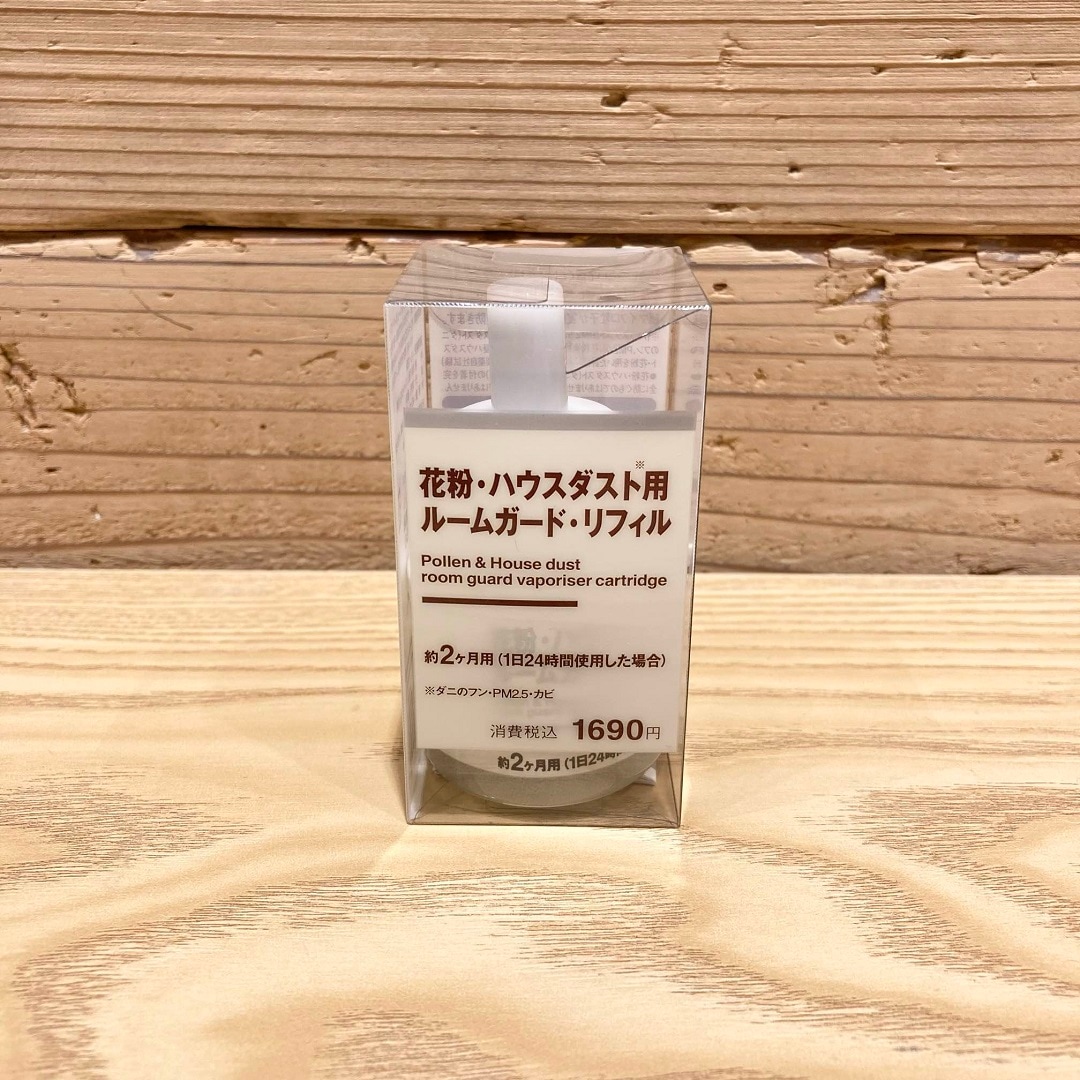 花粉・ハウスダスト※用
ルームガード・リフィル
Pollen & House dust
room guard vaporiser cartridge
約2ヶ月用(1日24時間使用した場合)
※ダニのフン・PM2.5・カビ
消費税込 1690円
約2ヶ月用(1日24時